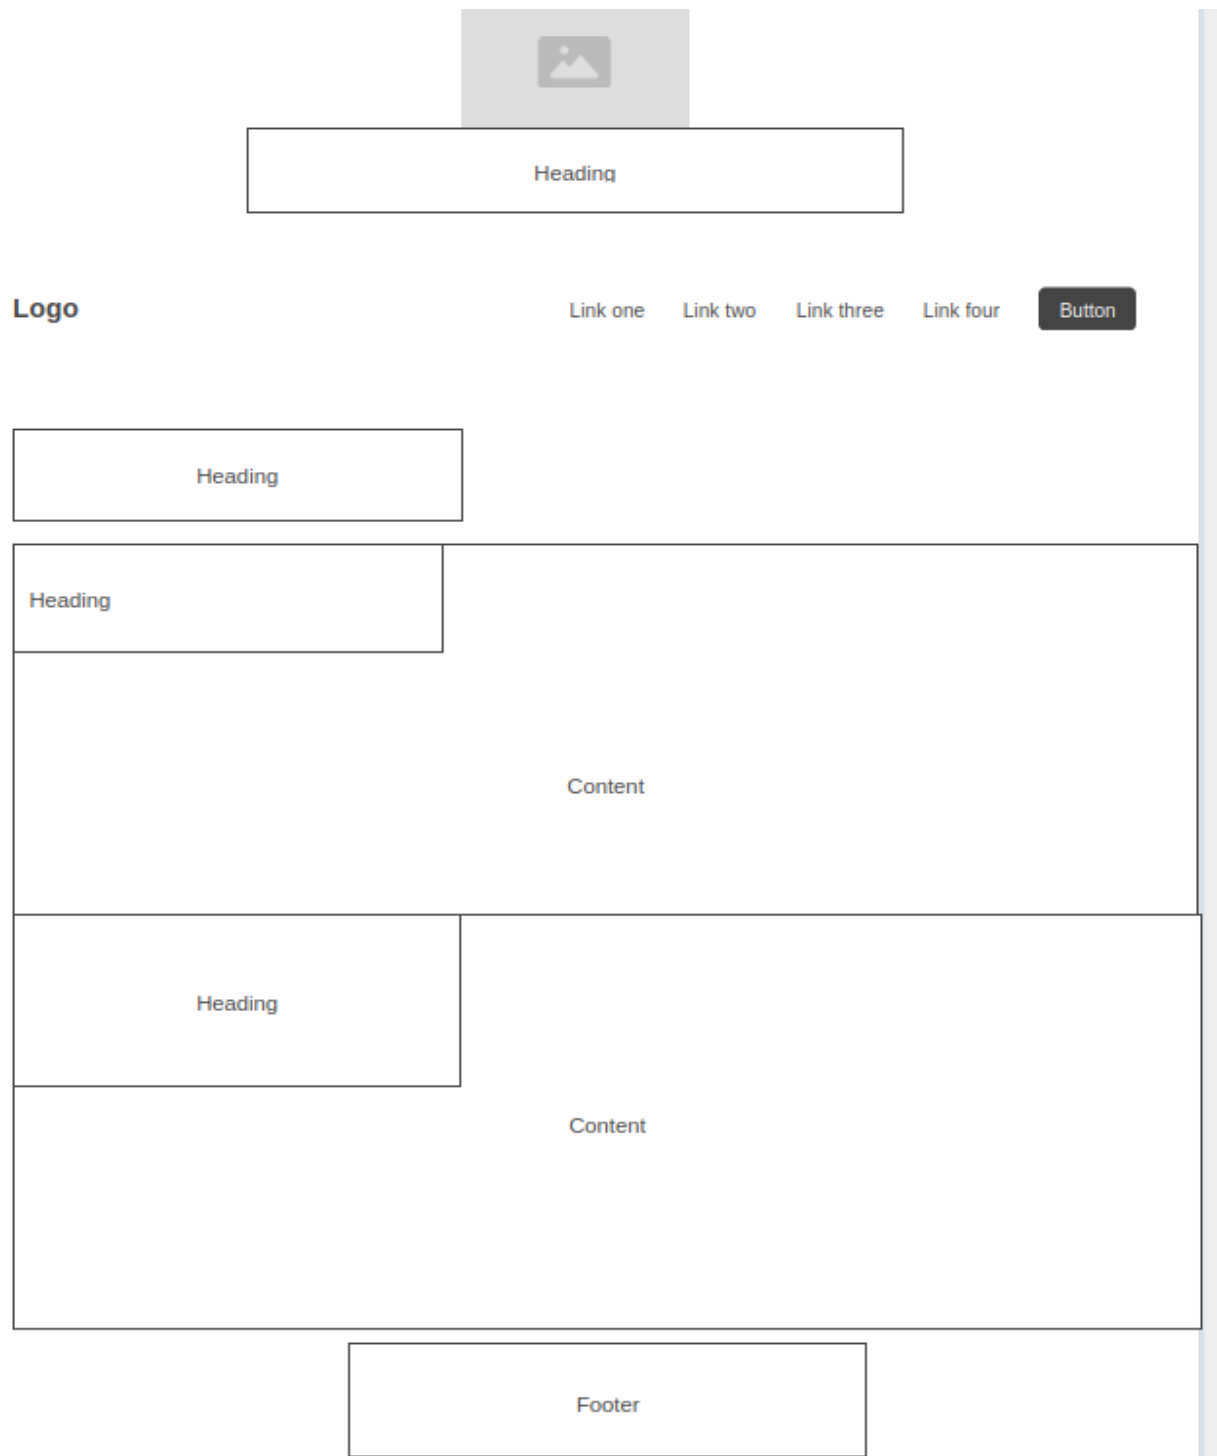 Heading
Logo Link one Link two Link three Link four Button
Heading
Heading
Content
Heading
Content
Footer